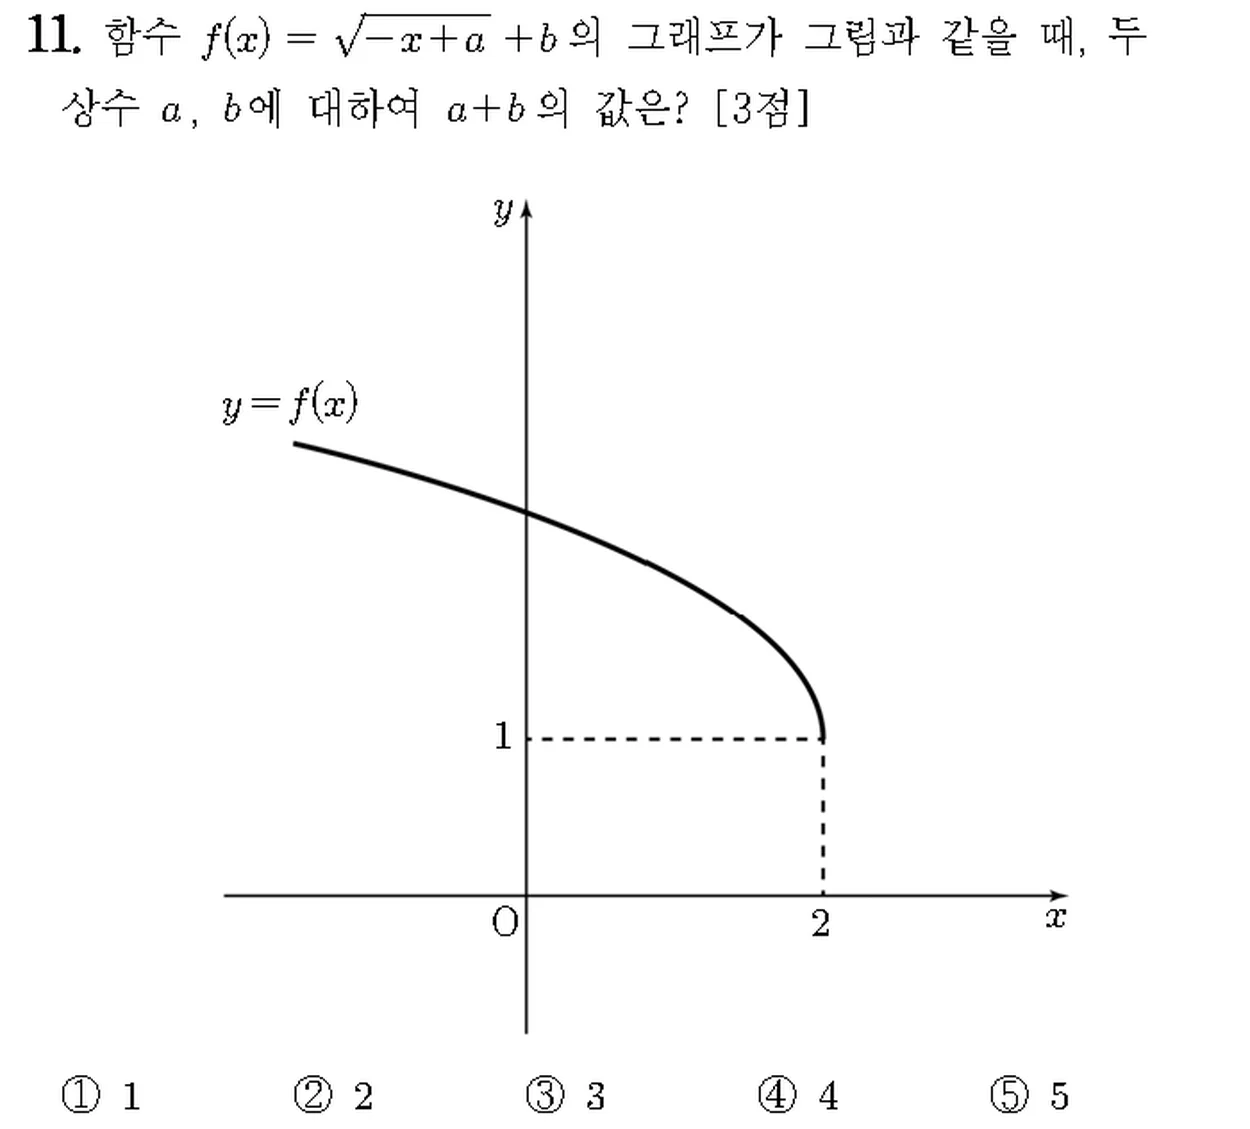 11. 함수 f(x) = √(-x+a) + b의 그래프가 그림과 같을 때, 두
상수 a, b에 대하여 a+b의 값은? [3점]
y
y=f(x)
1
O
2
x
① 1 ② 2 ③ 3 ④ 4 ⑤ 5